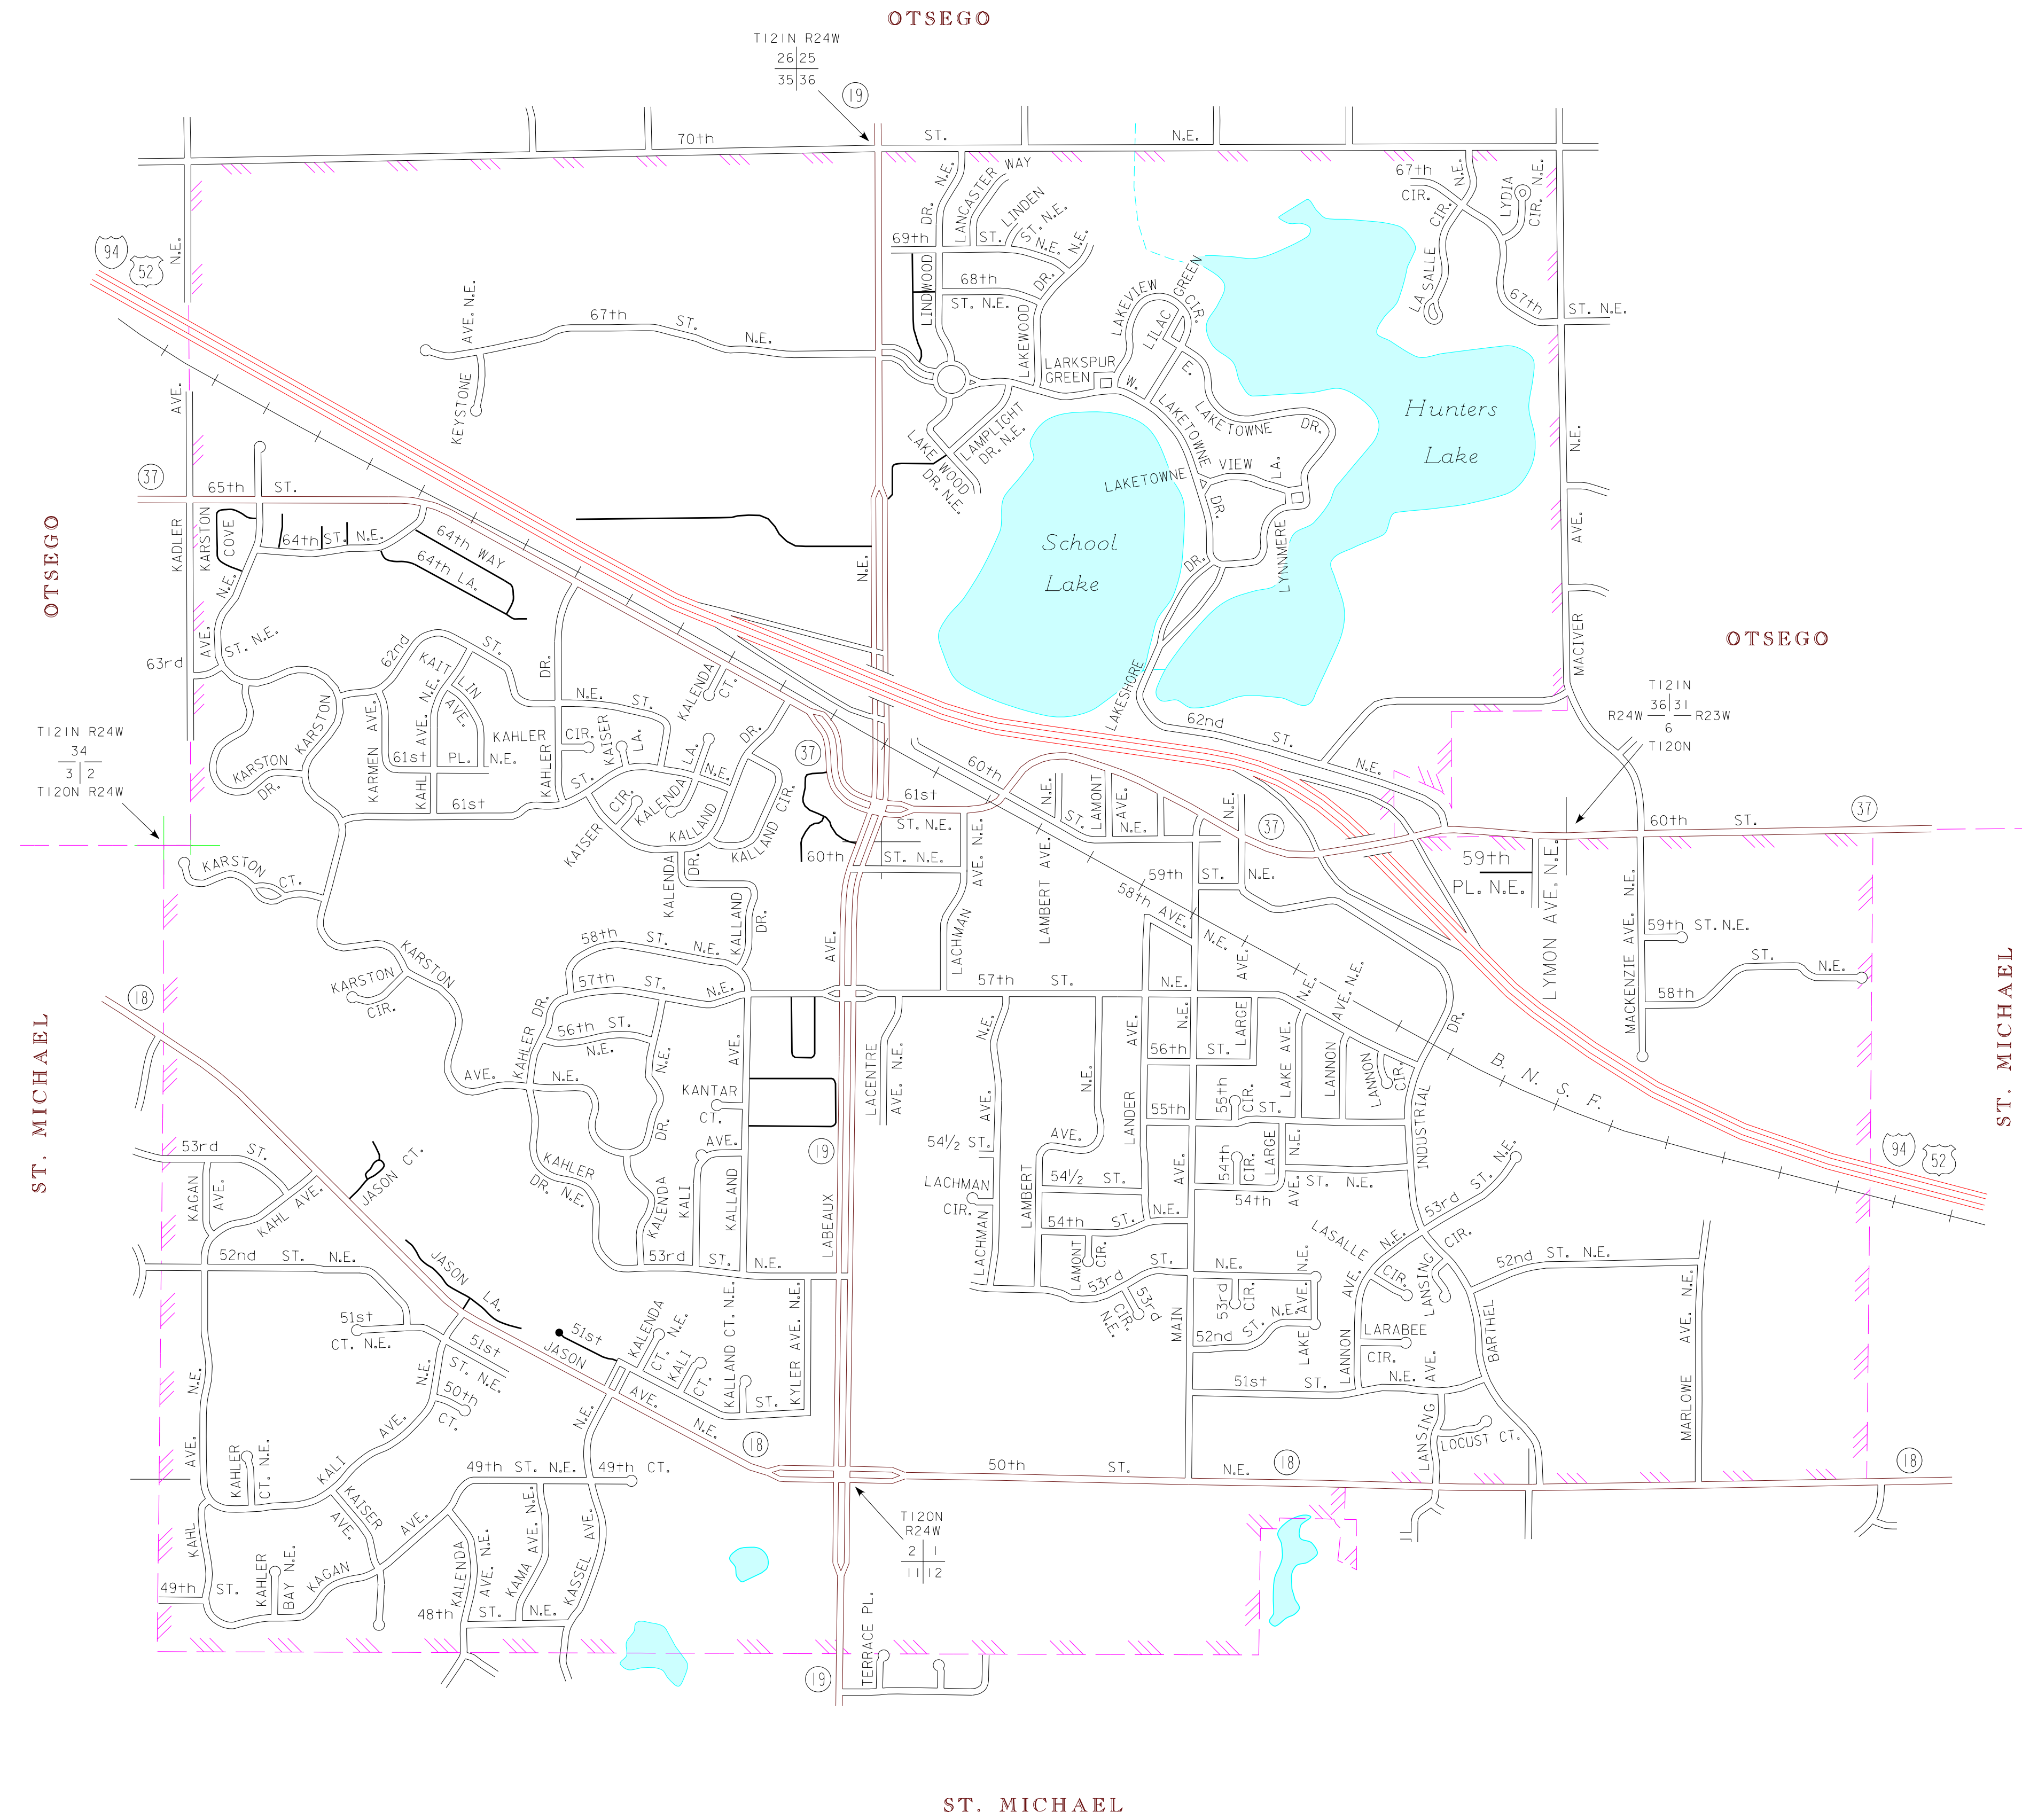 OTSEGO
T121N R24W
26 25
35 36
19
70th ST. N.E.
94
52
N.E.
AVE.
KADLER
37
65th ST.
KARSTON
COVE
N.E.
64th ST. N.E.
64th WAY
64th LA.
KEYSTONE AVE. N.E.
67th ST. N.E.
LINDWOOD DR. N.E.
LANCASTER WAY
LINDEN
ST. N.E.
69th ST. N.E.
68th
ST. N.E.
LAKEWOOD DR. N.E.
LARKSPUR
GREEN
LAKEVIEW
GREEN
LILAC
CIR.
W.
E.
LAKETOWNE
LAKETOWNE DR.
LAKETOWNE VIEW LA.
DR.
LAMPLIGHT
DR. N.E.
LAKE WOOD
DR. N.E.
LYNNMERE
DR.
LAKESHORE
School
Lake
Hunters
Lake
67th
CIR.
N.E.
LA SALLE CIR.
LYDIA
CIR.
N.E.
67th ST. N.E.
N.E.
AVE.
MACIVER
OTSEGO
OTSEGO
T121N
R24W 36 31 R23W
6
T120N
63rd
AVE.
ST. N.E.
62nd ST.
KAIT
LIN
AVE.
N.E.
AVE.
KAHL
KARSTON
KARSTON
DR.
KARMEN AVE.
61st PL. N.E.
61st ST. N.E.
KAHLER
CIR.
KAHLER
DR.
N.E. ST.
KAISER
LA.
KALENDA
CT.
KALENDA
LA.
KAISER
CIR.
KALLAND
DR.
KALLAND CIR.
37
T121N R24W
34
3 2
T120N R24W
KARSTON CT.
60th ST. N.E.
61st
ST. N.E.
60th
ST.
N.E.
LAMONT
AVE.
N.E.
N.E.
62nd ST. N.E.
37
60th ST.
37
59th
PL. N.E.
LYMON AVE. N.E.
MACKENZIE AVE. N.E.
59th ST. N.E.
58th ST. N.E.
KALENDA
DR.
KALLAND
DR.
58th ST. N.E.
57th ST. N.E.
56th ST.
N.E.
KAHLER DR.
KARSTON
CIR.
KARSTON
AVE. N.E.
18
AVE.
LACHMAN
AVE. N.E.
LAMBERT AVE.
59th ST. N.E.
58th AVE. N.E.
57th ST. N.E.
AVE.
LARGE
N.E.
AVE. N.E.
LACENTRE
AVE. N.E.
AVE.
N.E.
KALENDA
DR.
N.E.
KANTAR
CT.
AVE.
KALI
KALLAND
19
LABEAUX
54½ ST.
LACHMAN
CIR.
LACHMAN
AVE.
N.E.
LAMBERT
AVE.
N.E.
LANDER
AVE.
N.E.
56th ST.
55th ST.
55th
CIR.
54th
CIR.
54th ST. N.E.
LARGE
AVE.
N.E.
LAKE AVE.
LANNON
LANNON
CIR.
INDUSTRIAL
DR.
B. N. S. F.
94
52
ST. MICHAEL
ST. MICHAEL
53rd ST.
KAGAN
AVE.
KAHL AVE.
JASON CT.
KAHLER
DR. N.E.
53rd ST. N.E.
54½ ST.
54th ST. N.E.
LAMONT
CIR.
53rd ST. N.E.
53rd
CIR.
N.E.
MAIN
AVE.
53rd
CIR.
LASALLE
CIR.
53rd ST. N.E.
N.E.
AVE.
LANNON
LANSING
CIR.
52nd ST. N.E.
52nd ST. N.E.
LAKE
AVE.
N.E.
52nd ST. N.E.
51st
CT. N.E.
JASON LA.
51st
ST. N.E.
51st
JASON AVE. N.E.
KALENDA
CT.
N.E.
KALI
CT.
KALLAND CT. N.E.
ST.
KYLER AVE. N.E.
LARABEE
CIR.
51st ST. N.E.
BARTHEL
LANSING
AVE.
LOCUST CT.
MARLOWE AVE. N.E.
N.E.
AVE.
KAHL
50th
CT.
KALI AVE. N.E.
KAHLER
CT. N.E.
18
50th ST. N.E.
18
18
49th ST. N.E.
49th CT.
KAISER
AVE.
KAGAN AVE.
49th ST.
KAHLER
BAY N.E.
KALENDA
AVE. N.E.
KAMA AVE. N.E.
KASSEL AVE. N.E.
48th ST. N.E.
T120N
R24W
2 1
11 12
TERRACE PL.
19
ST. MICHAEL